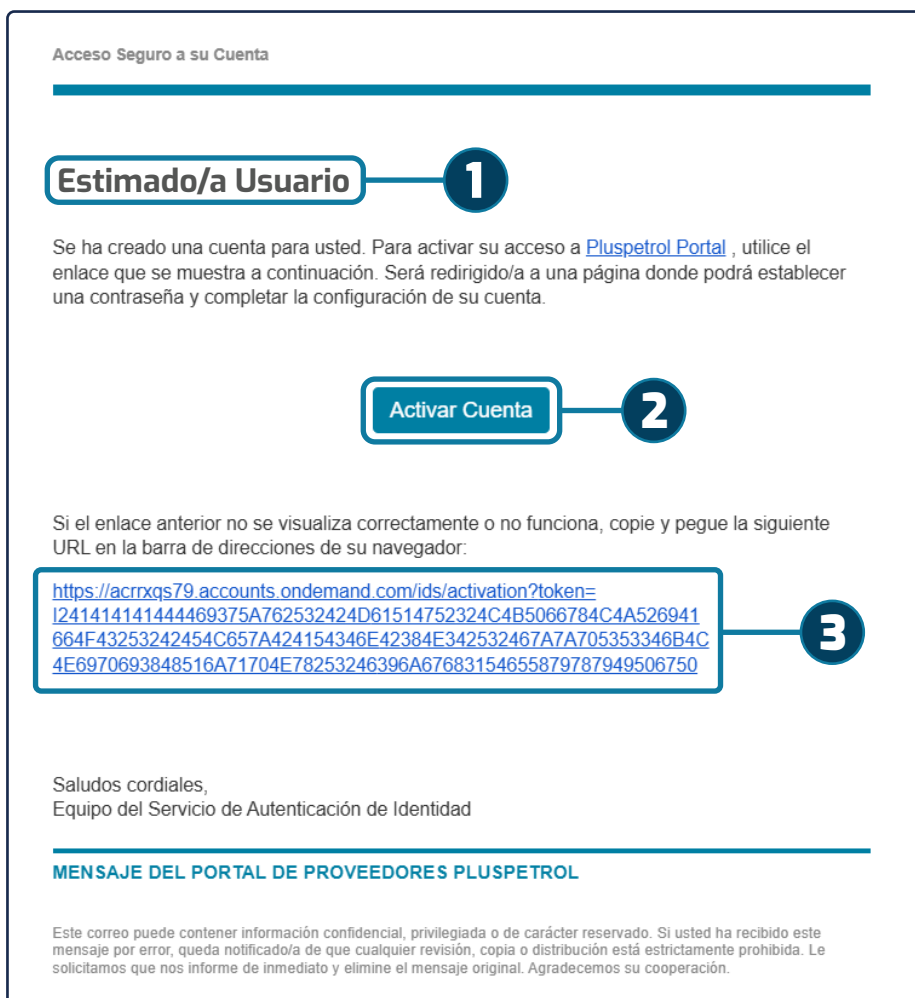 Acceso Seguro a su Cuenta
Estimado/a Usuario
1
Se ha creado una cuenta para usted. Para activar su acceso a Pluspetrol Portal , utilice el
enlace que se muestra a continuación. Será redirigido/a a una página donde podrá establecer
una contraseña y completar la configuración de su cuenta.
Activar Cuenta
2
Si el enlace anterior no se visualiza correctamente o no funciona, copie y pegue la siguiente
URL en la barra de direcciones de su navegador:
https://acrrxqs79.accounts.ondemand.com/ids/activation?token=
I241414141444469375A762532424D61514752324C4B5066784C4A526941
664F43253242454C657A424154346E42384E342532467A7A705353346B4C
4E6970693848516A71704E78253246396A67683154655879787949506750
3
Saludos cordiales,
Equipo del Servicio de Autenticación de Identidad
MENSAJE DEL PORTAL DE PROVEEDORES PLUSPETROL
Este correo puede contener información confidencial, privilegiada o de carácter reservado. Si usted ha recibido este
mensaje por error, queda notificado/a de que cualquier revisión, copia o distribución está estrictamente prohibida. Le
solicitamos que nos informe de inmediato y elimine el mensaje original. Agradecemos su cooperación.